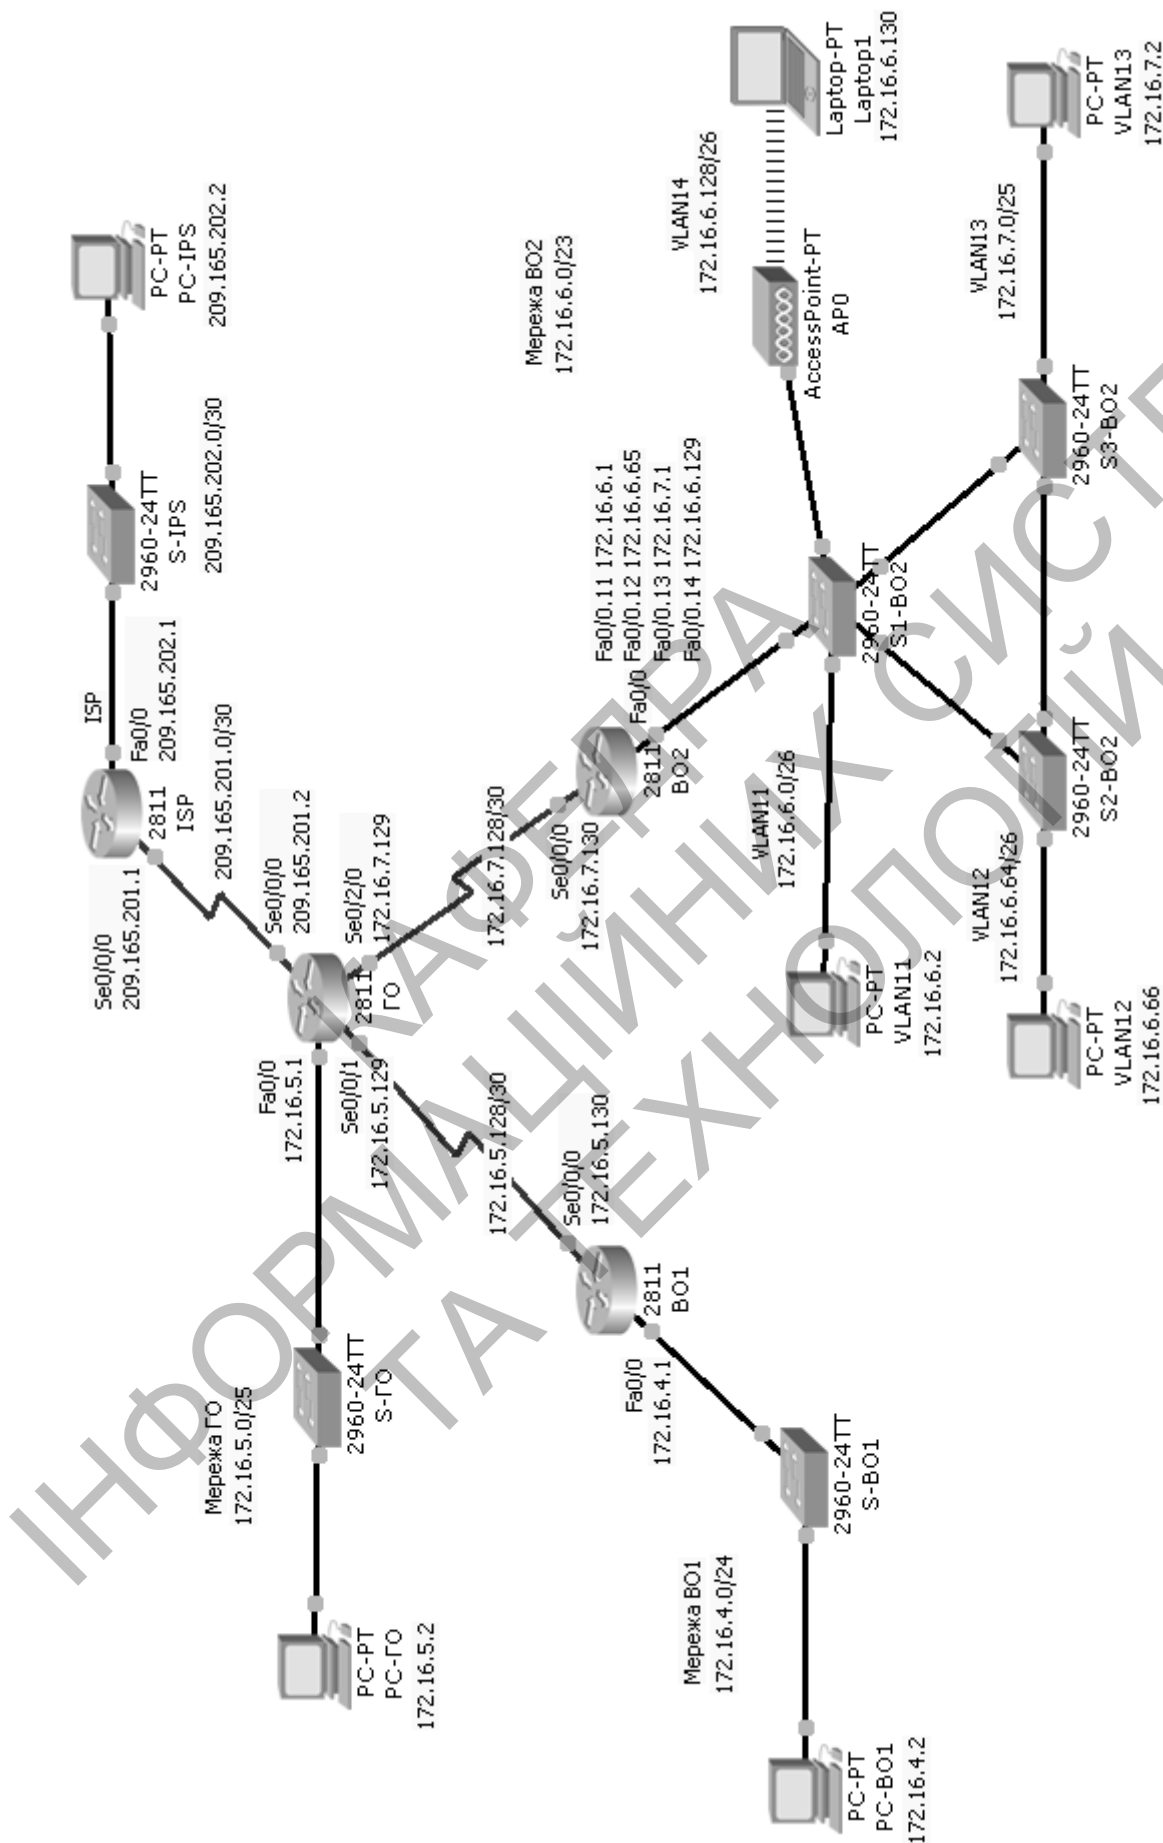 PC-PT
PC-IPS
209.165.202.2
2960-24TT
S-IPS
209.165.202.0/30
ISP
Fa0/0
209.165.202.1
2811
ISP
Se0/0/0
209.165.201.1
209.165.201.0/30
Se0/0/0
209.165.201.2
Se0/2/0
172.16.7.129
2811
ГО
Fa0/0
172.16.5.1
Se0/0/1
172.16.5.129
Мережа ГО
172.16.5.0/25
2960-24TT
S-ГО
PC-PT
PC-ГО
172.16.5.2
172.16.5.128/30
Se0/0/0
172.16.5.130
2811
ВО1
Fa0/0
172.16.4.1
2960-24TT
S-BO1
Мережа ВО1
172.16.4.0/24
PC-PT
PC-BO1
172.16.4.2
172.16.7.128/30
Se0/0/0
172.16.7.130
2811
BO2
Fa0/0
Fa0/0.11 172.16.6.1
Fa0/0.12 172.16.6.65
Fa0/0.13 172.16.7.1
Fa0/0.14 172.16.6.129
Мережа ВО2
172.16.6.0/23
VLAN14
172.16.6.128/26
Laptop-PT
Laptop1
172.16.6.130
AccessPoint-PT
AP0
2960-24TT
S1-BO2
VLAN11
172.16.6.0/26
PC-PT
VLAN11
172.16.6.2
VLAN12
172.16.6.64/26
2960-24TT
S2-BO2
PC-PT
VLAN12
172.16.6.66
2960-24TT
S3-BO2
VLAN13
172.16.7.0/25
PC-PT
VLAN13
172.16.7.2
КАФЕДРА
ІНФОРМАЦІЙНИХ
ТА ТЕХНОЛОГІЙ